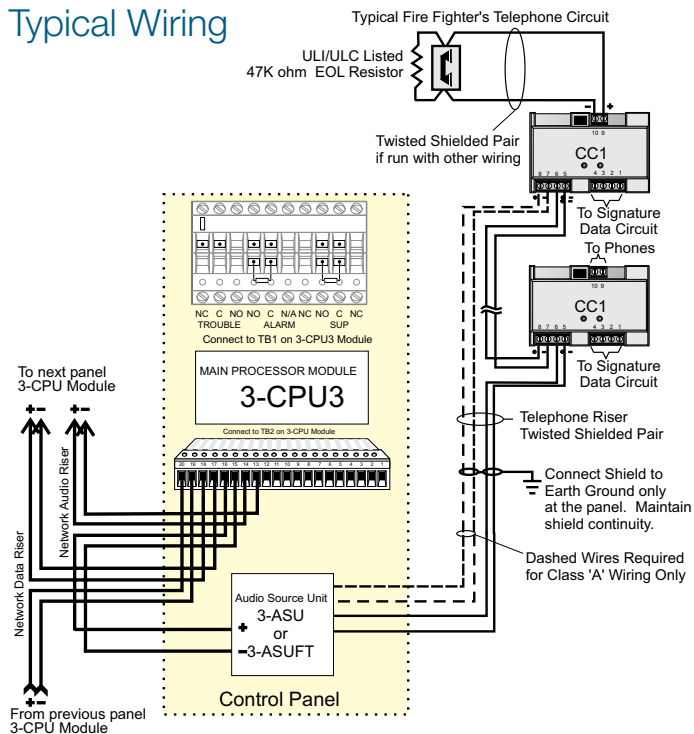 Typical Wiring
Typical Fire Fighter's Telephone Circuit
ULI/ULC Listed
47K ohm EOL Resistor
- +
Twisted Shielded Pair
if run with other wiring
10 9
CC1
8 7 6 5 4 3 2 1
To Signature
Data Circuit
To Phones
10 9
CC1
8 7 6 5 4 3 2 1
To Signature
Data Circuit
NC C NO NO C N/A NC NO C NC
TROUBLE ALARM SUP
Connect to TB1 on 3-CPU3 Module
MAIN PROCESSOR MODULE
3-CPU3
Connect to TB2 on 3-CPU Module
20 19 18 17 16 15 14 13 12 11 10 9 8 7 6 5 4 3 2 1
To next panel
3-CPU Module
+ - + -
Network Data Riser
Network Audio Riser
Telephone Riser
Twisted Shielded Pair
Connect Shield to
Earth Ground only
at the panel. Maintain
shield continuity.
Dashed Wires Required
for Class 'A' Wiring Only
Audio Source Unit
3-ASU
or
3-ASUFT
+
-
Control Panel
+ -
From previous panel
3-CPU Module